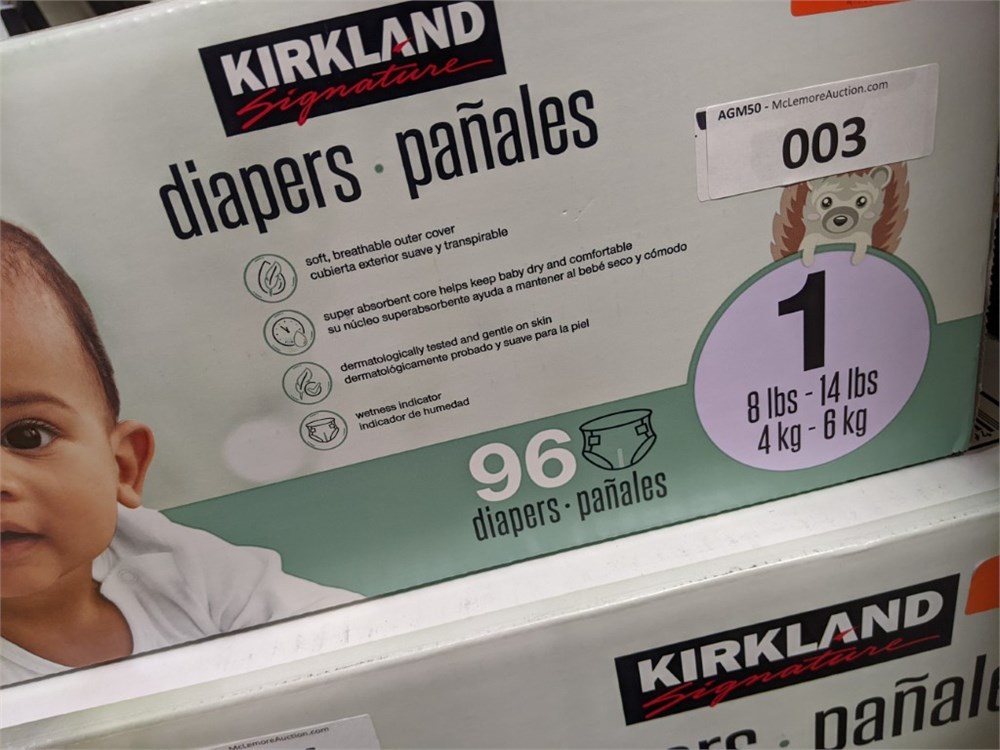 KIRKLAND
Signature
diapers · pañales
soft, breathable outer cover
cubierta exterior suave y transpirable
super absorbent core helps keep baby dry and comfortable
su núcleo superabsorbente ayuda a mantener al bebé seco y cómodo
dermatologically tested and gentle on skin
dermatológicamente probado y suave para la piel
wetness indicator
indicador de humedad
96
diapers · pañales
AGM50 - McLemoreAuction.com
003
1
8 lbs - 14 lbs
4 kg - 6 kg
KIRKLAND
Signature
McLemoreAuction.com